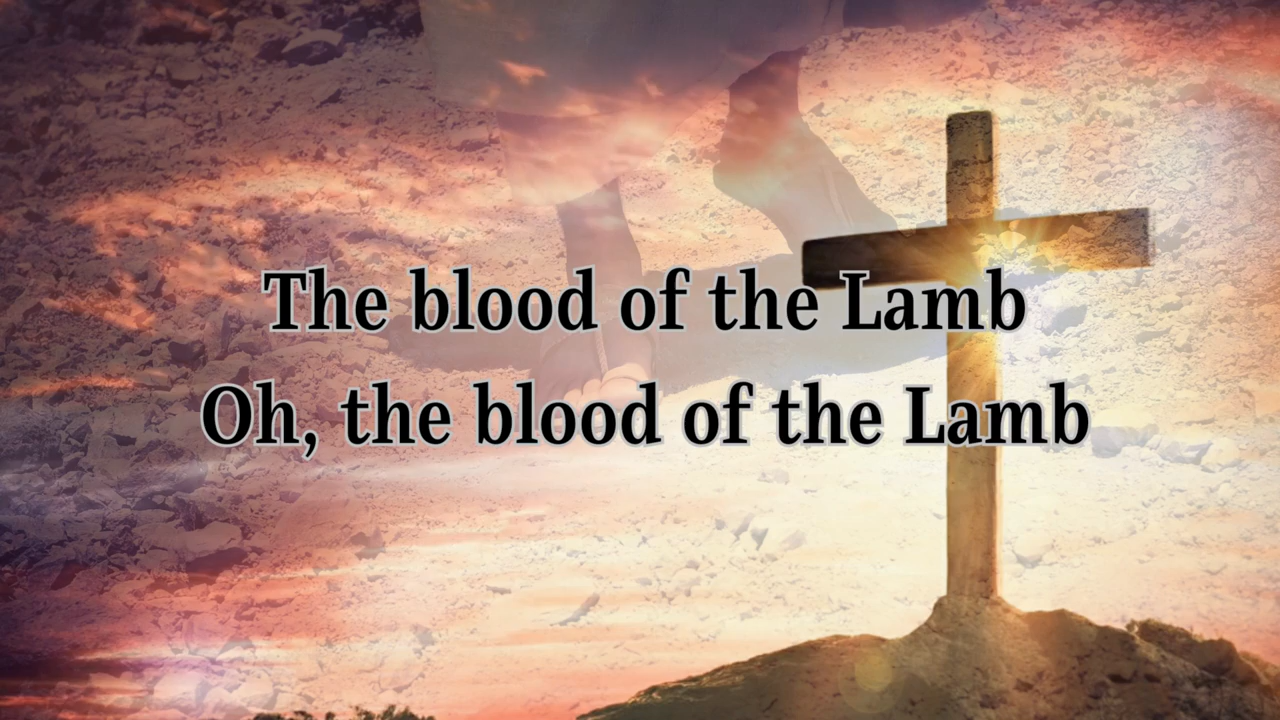 The blood of the Lamb
Oh, the blood of the Lamb